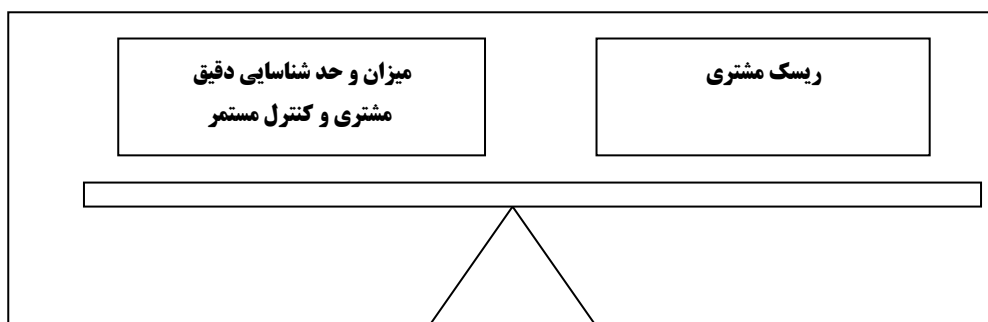 ریسک مشتری
میزان و حد شناسایی دقیق
مشتری و کنترل مستمر